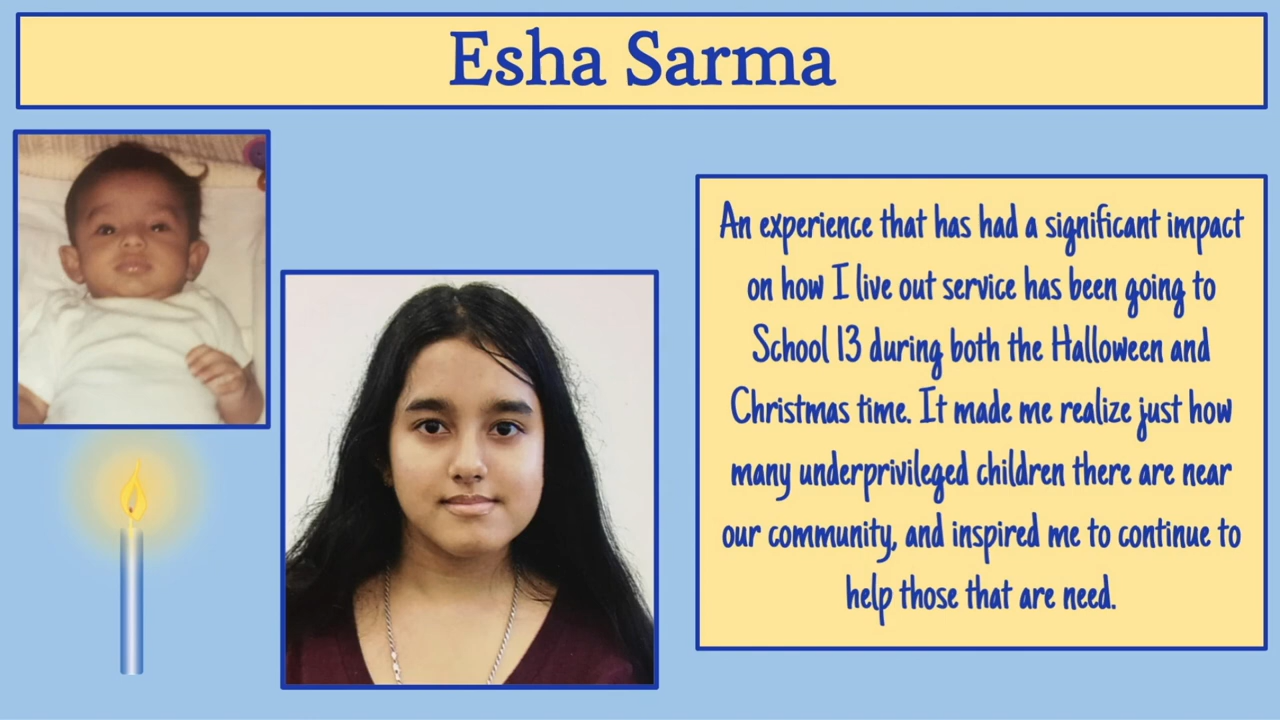 Esha Sarma
An experience that has had a significant impact
on how I live out service has been going to
School 13 during both the Halloween and
Christmas time. It made me realize just how
many underprivileged children there are near
our community, and inspired me to continue to
help those that are need.